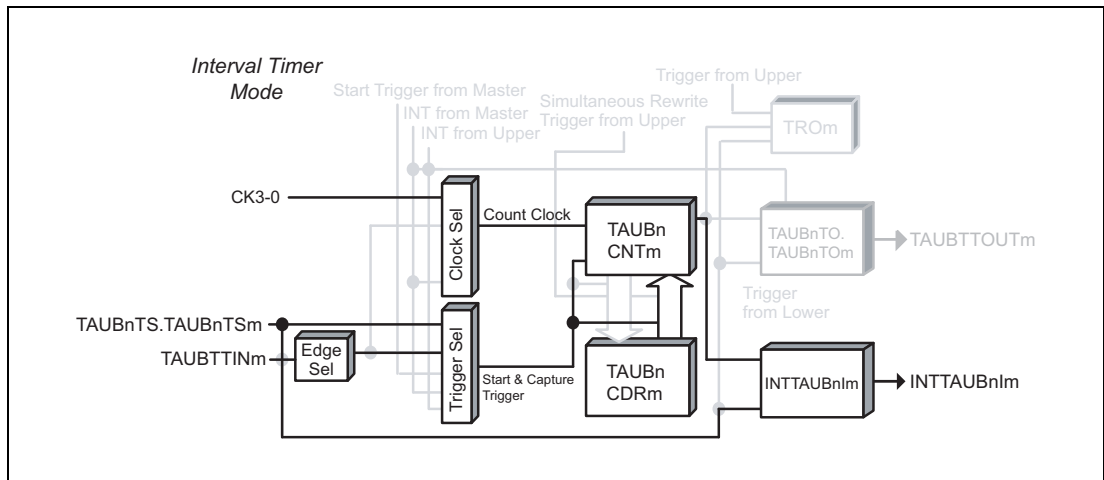 Interval Timer
Mode
Trigger from Upper
Start Trigger from Master
INT from Master
INT from Upper
Simultaneous Rewrite
Trigger from Upper
TROm
CK3-0
Clock Sel
Count Clock
TAUBn
CNTm
TAUBnTO.
TAUBnTOm
TAUBTTOUTm
Trigger
from Lower
TAUBnTS.TAUBnTSm
TAUBTTINm
Edge
Sel
Trigger Sel
Start & Capture
Trigger
TAUBn
CDRm
INTTAUBnIm
INTTAUBnIm